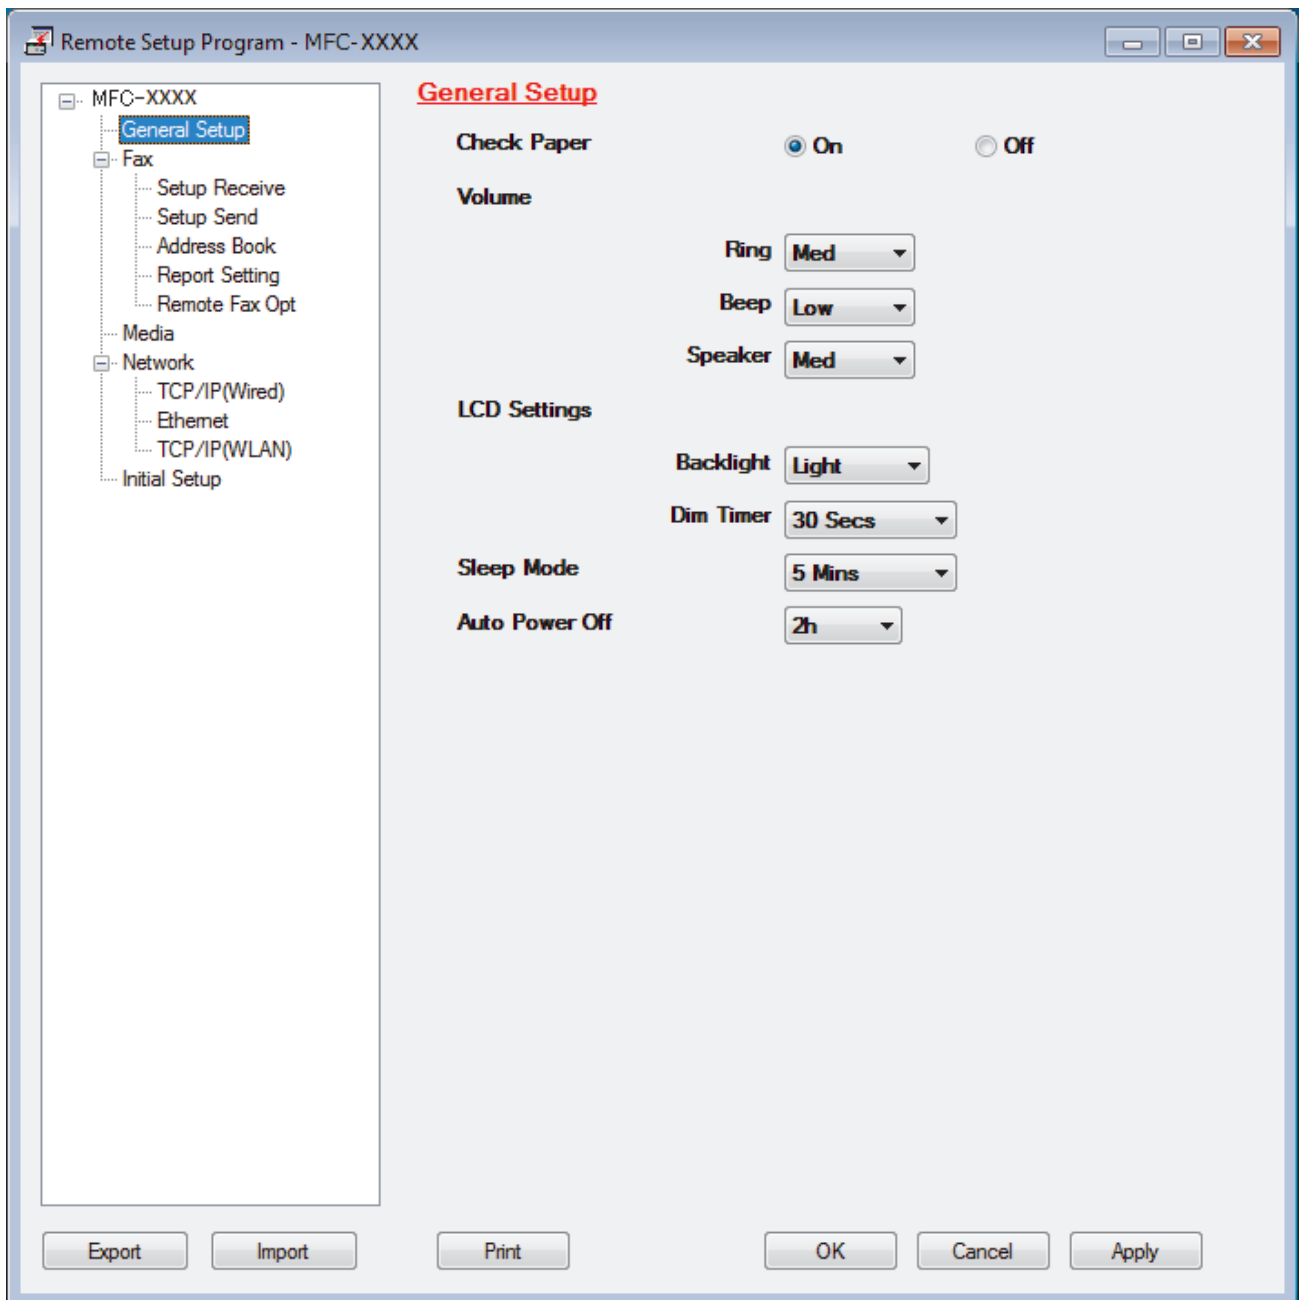 Remote Setup Program - MFC-XXXX
MFC-XXXX
General Setup
Fax
Setup Receive
Setup Send
Address Book
Report Setting
Remote Fax Opt
Media
Network
TCP/IP(Wired)
Ethernet
TCP/IP(WLAN)
Initial Setup
General Setup
Check Paper On Off
Volume
Ring Med
Beep Low
Speaker Med
LCD Settings
Backlight Light
Dim Timer 30 Secs
Sleep Mode 5 Mins
Auto Power Off 2h
Export Import Print OK Cancel Apply